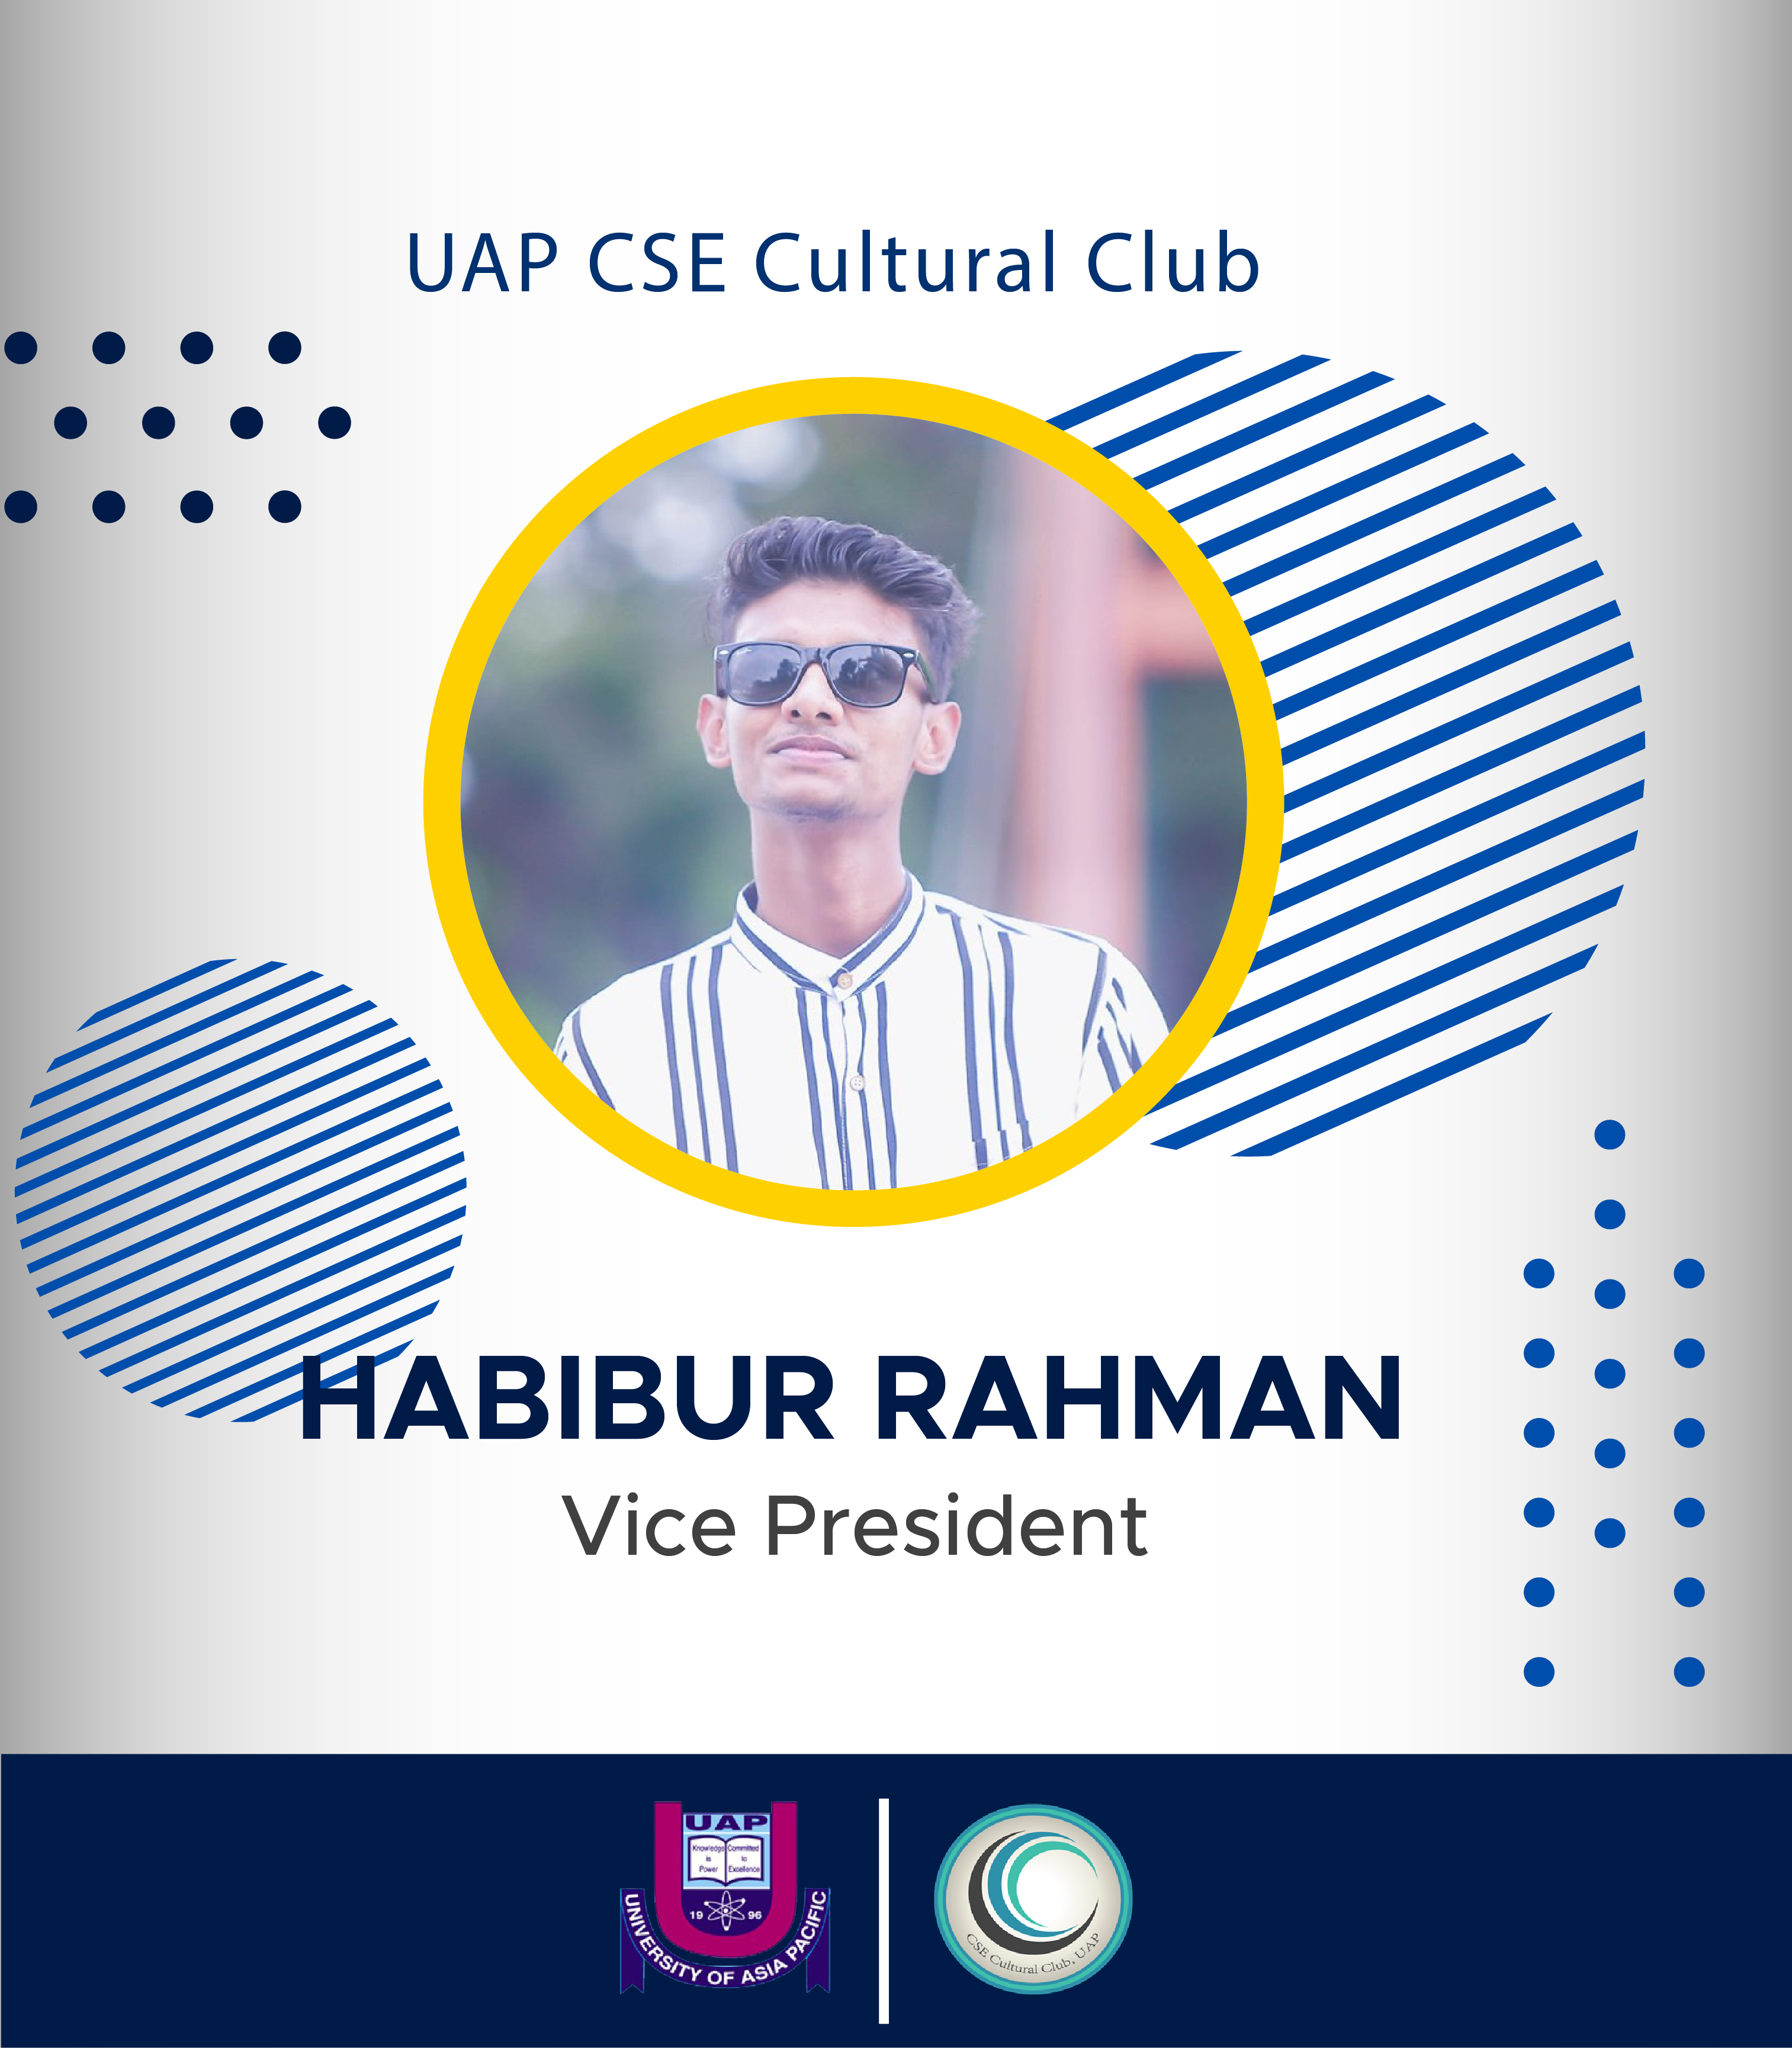 UAP CSE Cultural Club
HABIBUR RAHMAN
Vice President
UAP
Knowledge is Power
Committed to Excellence
19 96
UNIVERSITY OF ASIA PACIFIC
CSE Cultural Club, UAP